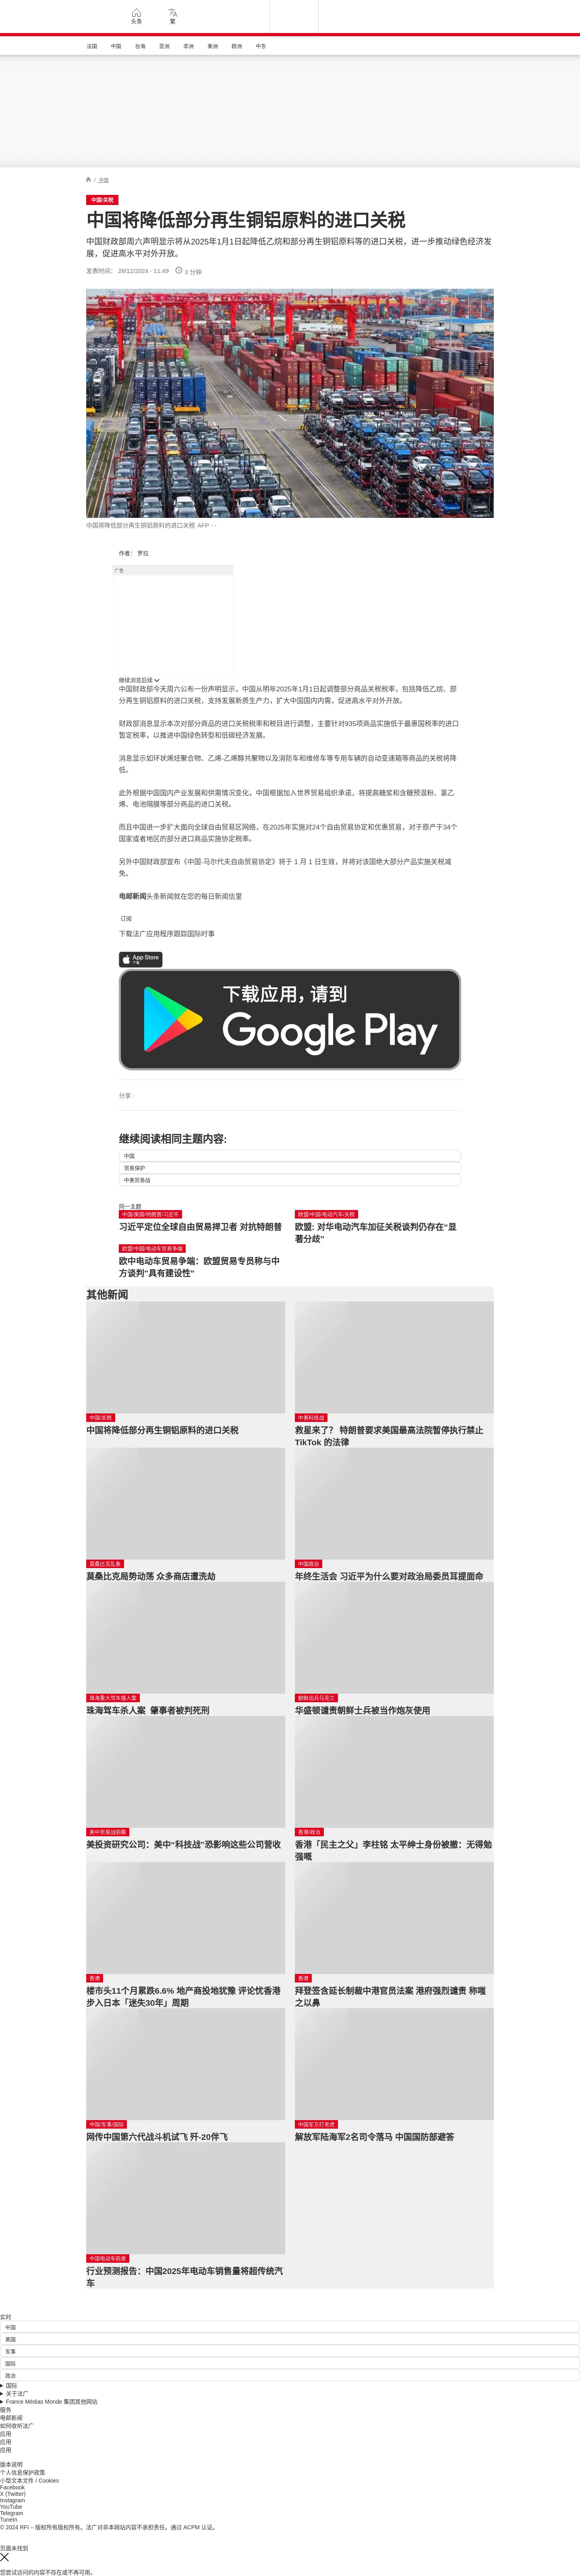 头条
繁
法国 中国 台海 亚洲 非洲 美洲 欧洲 中东
/ 中国
中国/关税
中国将降低部分再生铜铝原料的进口关税
中国财政部周六声明显示将从2025年1月1日起降低乙烷和部分再生铜铝原料等的进口关税，进一步推动绿色经济发
展，促进高水平对外开放。
发表时间： 28/12/2024 - 11:49 3 分钟
中国将降低部分再生铜铝原料的进口关税 AFP - -
作者： 罗拉
广告
继续浏览后续
中国财政部今天周六公布一份声明显示，中国从明年2025年1月1日起调整部分商品关税税率，包括降低乙烷、部
分再生铜铝原料的进口关税，支持发展新质生产力，扩大中国国内内需，促进高水平对外开放。
财政部消息显示本次对部分商品的进口关税税率和税目进行调整，主要针对935项商品实施低于最惠国税率的进口
暂定税率，以推进中国绿色转型和低碳经济发展。
消息显示如环状烯烃聚合物、乙烯-乙烯醇共聚物以及消防车和维修车等专用车辆的自动变速箱等商品的关税将降
低。
此外根据中国国内产业发展和供需情况变化，中国根据加入世界贸易组织承诺，将提高糖浆和含糖预混粉、氯乙
烯、电池隔膜等部分商品的进口关税。
而且中国进一步扩大面向全球自由贸易区网络，在2025年实施对24个自由贸易协定和优惠贸易，对于原产于34个
国家或者地区的部分进口商品实施协定税率。
另外中国财政部宣布《中国-马尔代夫自由贸易协定》将于 1 月 1 日生效，并将对该国绝大部分产品实施关税减
免。
电邮新闻头条新闻就在您的每日新闻信里
订阅
下载法广应用程序跟踪国际时事
App Store
下载
下载应用，请到
Google Play
分享 :
继续阅读相同主题内容:
中国
贸易保护
中美贸易战
同一主题
中国/美国/特朗普/习近平
习近平定位全球自由贸易捍卫者 对抗特朗普
欧盟/中国/电动汽车/关税
欧盟: 对华电动汽车加征关税谈判仍存在“显
著分歧”
欧盟/中国/电动车贸易争端
欧中电动车贸易争端：欧盟贸易专员称与中
方谈判“具有建设性”
其他新闻
中国/关税
中国将降低部分再生铜铝原料的进口关税
中美科技战
救星来了？ 特朗普要求美国最高法院暂停执行禁止
TikTok 的法律
莫桑比克乱象
莫桑比克局势动荡 众多商店遭洗劫
中国政治
年终生活会 习近平为什么要对政治局委员耳提面命
珠海重大驾车撞人案
珠海驾车杀人案 肇事者被判死刑
朝鲜出兵乌克兰
华盛顿谴责朝鲜士兵被当作炮灰使用
美中贸易战前瞻
美投资研究公司：美中“科技战”恐影响这些公司营收
香港/政治
香港「民主之父」李柱铭 太平绅士身份被撤：无得勉
强嘅
香港
楼市头11个月累跌6.6% 地产商投地犹豫 评论忧香港
步入日本「迷失30年」周期
香港
拜登签含延长制裁中港官员法案 港府强烈谴责 称嗤
之以鼻
中国/军事/国际
网传中国第六代战斗机试飞 歼-20伴飞
中国军方打老虎
解放军陆海军2名司令落马 中国国防部避答
中国电动车前景
行业预测报告：中国2025年电动车销售量将超传统汽
车
实时
中国
美国
军事
国际
政治
国际
关于法广
France Médias Monde 集团其他网站
服务
电邮新闻
如何收听法广
应用
应用
应用
版本说明
个人信息保护政策
小型文本文件 / Cookies
Facebook
X (Twitter)
Instagram
YouTube
Telegram
TuneIn
© 2024 RFI – 版权所有版权所有。法广对非本网站内容不承担责任。通过 ACPM 认证。
页面未找到
您尝试访问的内容不存在或不再可用。